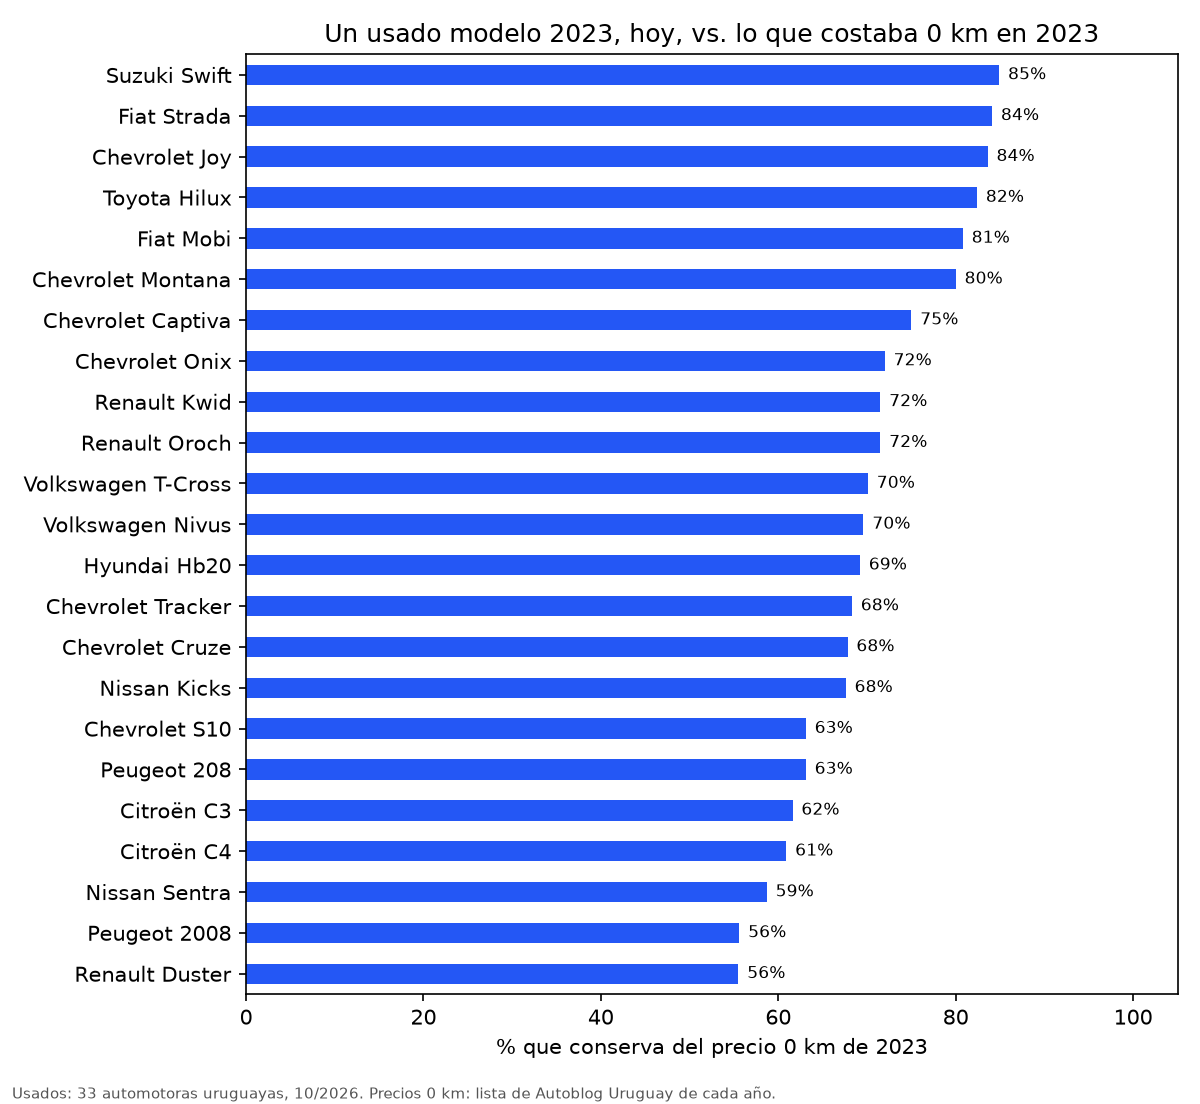 Un usado modelo 2023, hoy, vs. lo que costaba 0 km en 2023
Suzuki Swift 85%
Fiat Strada 84%
Chevrolet Joy 84%
Toyota Hilux 82%
Fiat Mobi 81%
Chevrolet Montana 80%
Chevrolet Captiva 75%
Chevrolet Onix 72%
Renault Kwid 72%
Renault Oroch 72%
Volkswagen T-Cross 70%
Volkswagen Nivus 70%
Hyundai Hb20 69%
Chevrolet Tracker 68%
Chevrolet Cruze 68%
Nissan Kicks 68%
Chevrolet S10 63%
Peugeot 208 63%
Citroën C3 62%
Citroën C4 61%
Nissan Sentra 59%
Peugeot 2008 56%
Renault Duster 56%
0 20 40 60 80 100
% que conserva del precio 0 km de 2023
Usados: 33 automotoras uruguayas, 10/2026. Precios 0 km: lista de Autoblog Uruguay de cada año.